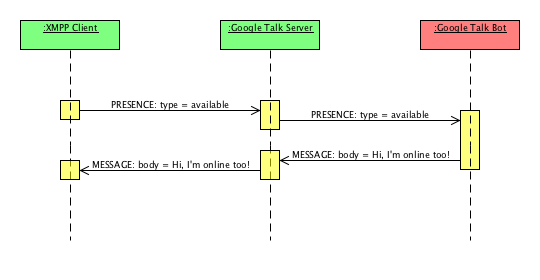 :XMPP Client
:Google Talk Server
:Google Talk Bot
PRESENCE: type = available
PRESENCE: type = available
MESSAGE: body = Hi, I'm online too!
MESSAGE: body = Hi, I'm online too!